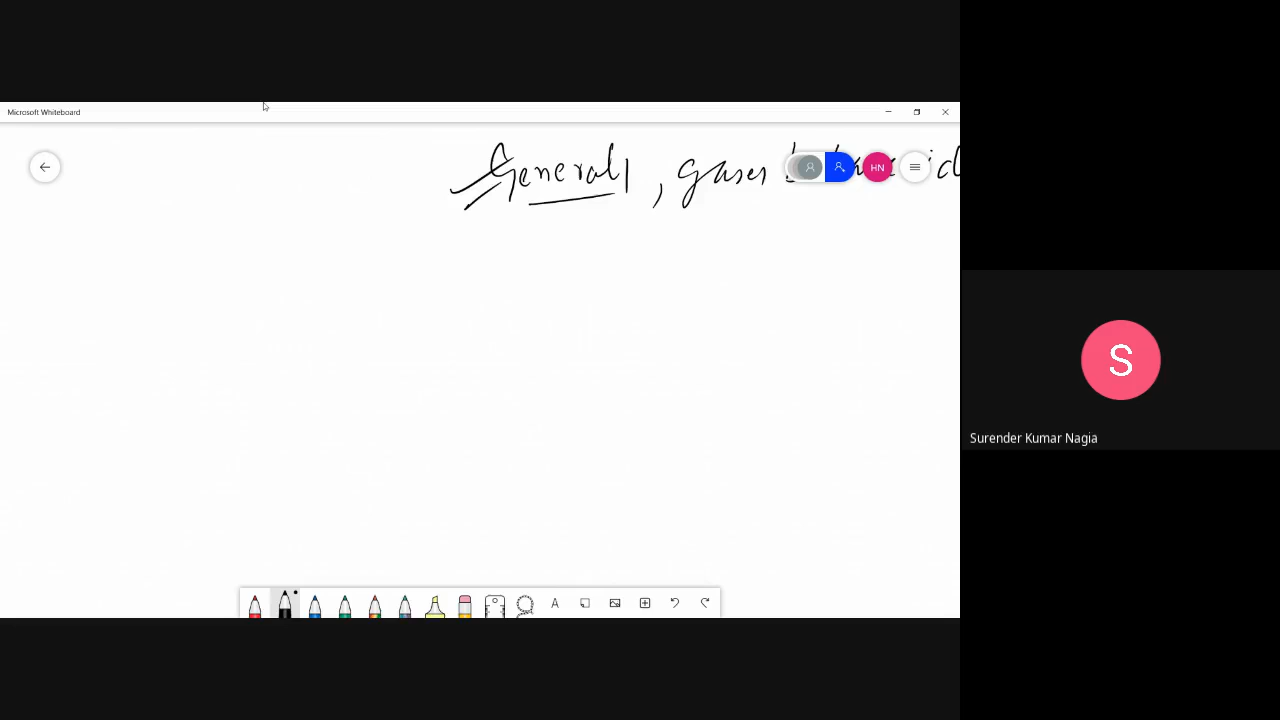 Microsoft Whiteboard
General, gases
HN
S
Surender Kumar Nagia
A